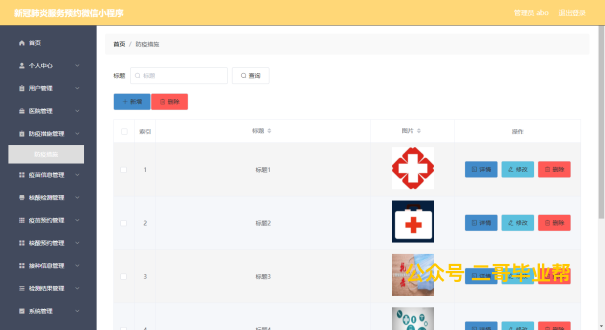 新冠肺炎服务预约微信小程序
管理员 abo 退出登录
首页
个人中心
用户管理
医院管理
防疫措施管理
防疫措施
疫苗信息管理
核酸检测管理
疫苗预约管理
核酸预约管理
接种信息管理
检测结果管理
系统管理
首页 / 防疫措施
标题 标题 查询
新增 删除
索引 标题 图片 操作
1 标题1 详情 修改 删除
2 标题2 详情 修改 删除
3 标题3 详情 修改 删除
公众号 二哥毕业帮
4 标题4